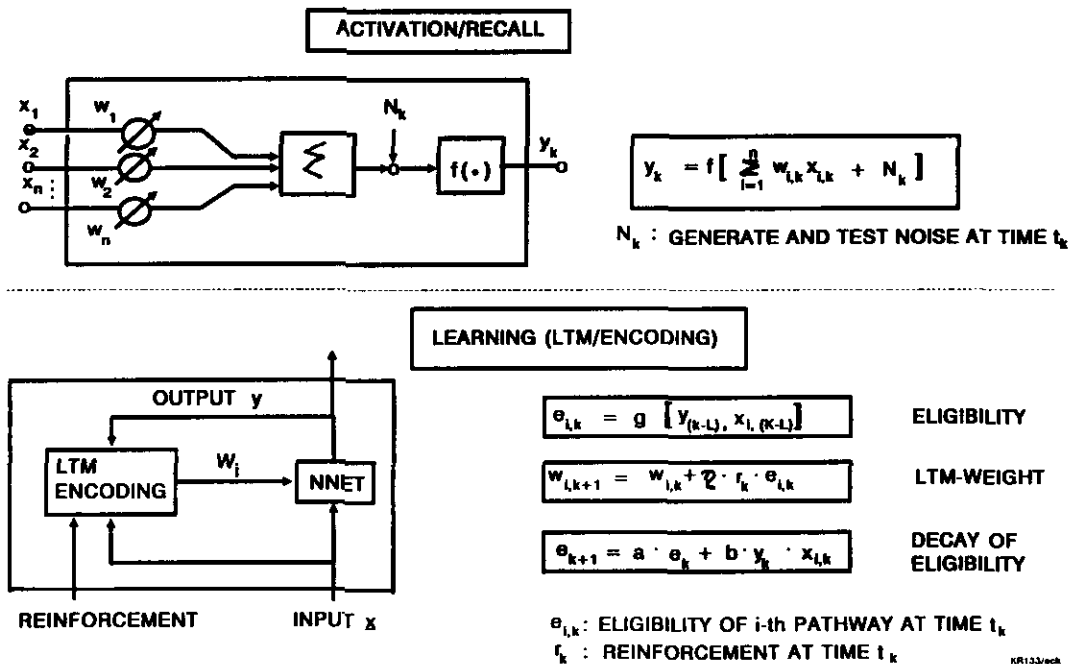 ACTIVATION/RECALL
x1
x2
xn
w1
w2
wn
Σ
Nk
f(•)
yk
yk = f[ Σ i=1 n wi,k xi,k + Nk ]
Nk : GENERATE AND TEST NOISE AT TIME tk
LEARNING (LTM/ENCODING)
OUTPUT y
LTM
ENCODING
Wi
NNET
REINFORCEMENT
INPUT x
ei,k = g [ y(k-L), xi, (K-L)]
ELIGIBILITY
wi,k+1 = wi,k + η · rk · ei,k
LTM-WEIGHT
ek+1 = a · ek + b · yk · xi,k
DECAY OF
ELIGIBILITY
ei,k: ELIGIBILITY OF i-th PATHWAY AT TIME tk
rk : REINFORCEMENT AT TIME tk